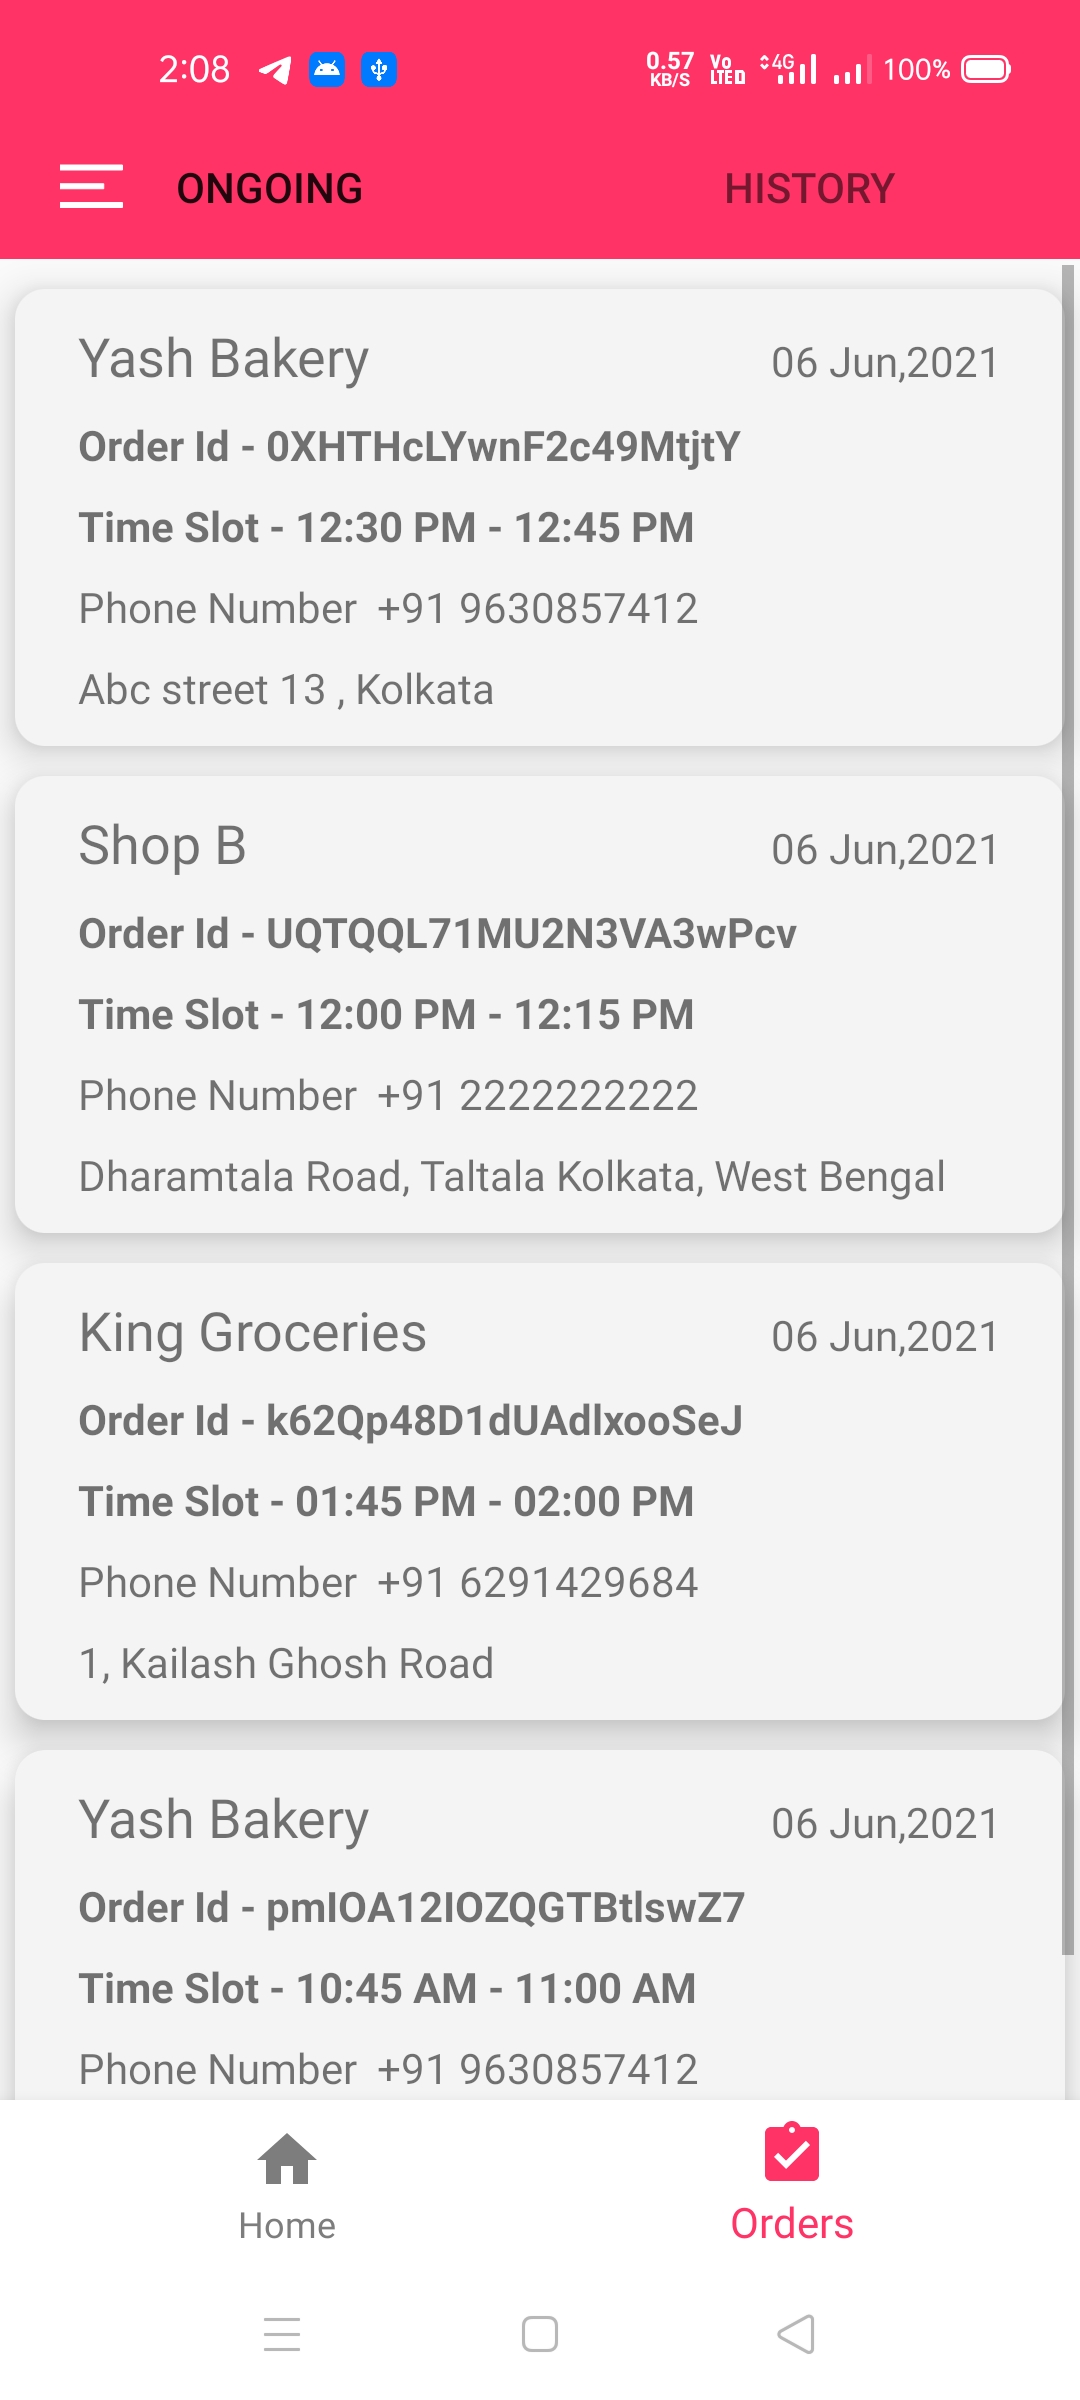 2:08 0.57 KB/S Vo LTE 4G 100%
ONGOING HISTORY
Yash Bakery 06 Jun,2021
Order Id - 0XHTHcLYwnF2c49MtjtY
Time Slot - 12:30 PM - 12:45 PM
Phone Number +91 9630857412
Abc street 13 , Kolkata
Shop B 06 Jun,2021
Order Id - UQTQQL71MU2N3VA3wPcv
Time Slot - 12:00 PM - 12:15 PM
Phone Number +91 2222222222
Dharamtala Road, Taltala Kolkata, West Bengal
King Groceries 06 Jun,2021
Order Id - k62Qp48D1dUAdlxooSeJ
Time Slot - 01:45 PM - 02:00 PM
Phone Number +91 6291429684
1, Kailash Ghosh Road
Yash Bakery 06 Jun,2021
Order Id - pmIOA12IOZQGTBtlswZ7
Time Slot - 10:45 AM - 11:00 AM
Phone Number +91 9630857412
Home Orders